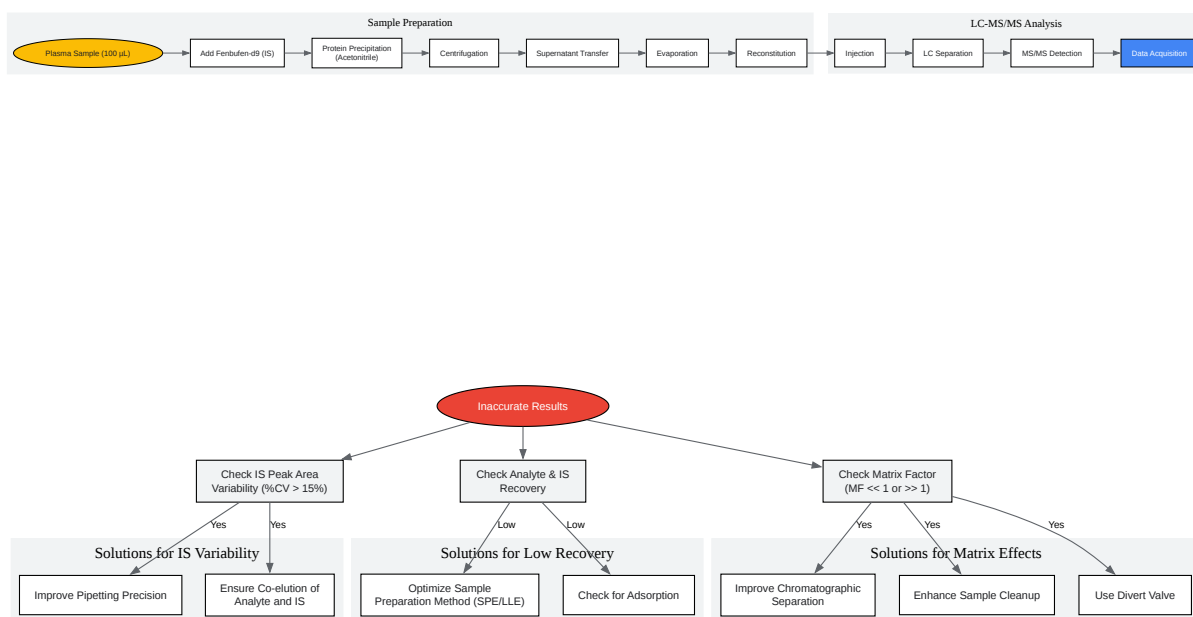 Sample Preparation
LC-MS/MS Analysis
Plasma Sample (100 µL)
Add Fenbufen-d9 (IS)
Protein Precipitation
(Acetonitrile)
Centrifugation
Supernatant Transfer
Evaporation
Reconstitution
Injection
LC Separation
MS/MS Detection
Data Acquisition
Inaccurate Results
Check IS Peak Area
Variability (%CV > 15%)
Check Analyte & IS
Recovery
Check Matrix Factor
(MF << 1 or >> 1)
Yes
Yes
Low
Low
Yes
Yes
Yes
Solutions for IS Variability
Solutions for Low Recovery
Solutions for Matrix Effects
Improve Pipetting Precision
Ensure Co-elution of
Analyte and IS
Optimize Sample
Preparation Method (SPE/LLE)
Check for Adsorption
Improve Chromatographic
Separation
Enhance Sample Cleanup
Use Divert Valve